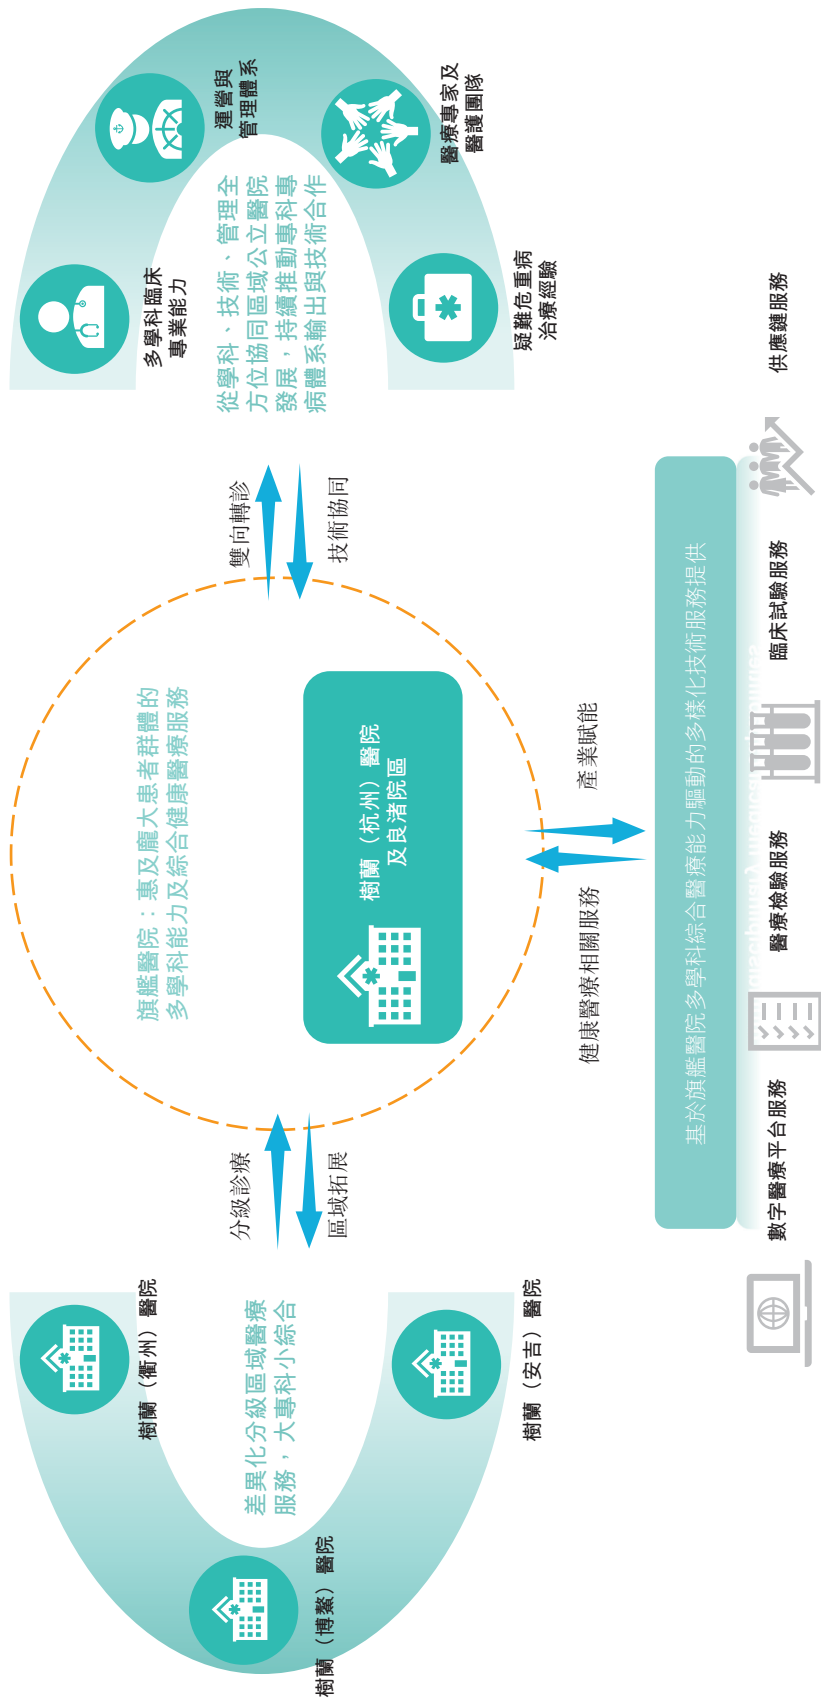 樹蘭（衢州）醫院
樹蘭（博鰲）醫院
樹蘭（安吉）醫院
差異化分級區域醫療
服務，大專科小綜合
分級診療
區域拓展
旗艦醫院：惠及龐大患者群體的
多學科能力及綜合健康醫療服務
樹蘭（杭州）醫院
及良渚院區
雙向轉診
技術協同
多學科臨床
專業能力
運營與
管理體系
醫療專家及
醫護團隊
疑難危重病
治療經驗
從學科、技術、管理全
方位協同區域公立醫院
發展，持續推動專科專
病體系輸出與技術合作
健康醫療相關服務
產業賦能
基於旗艦醫院多學科綜合醫療能力驅動的多樣化技術服務提供
數字醫療平台服務
醫療檢驗服務
臨床試驗服務
供應鏈服務